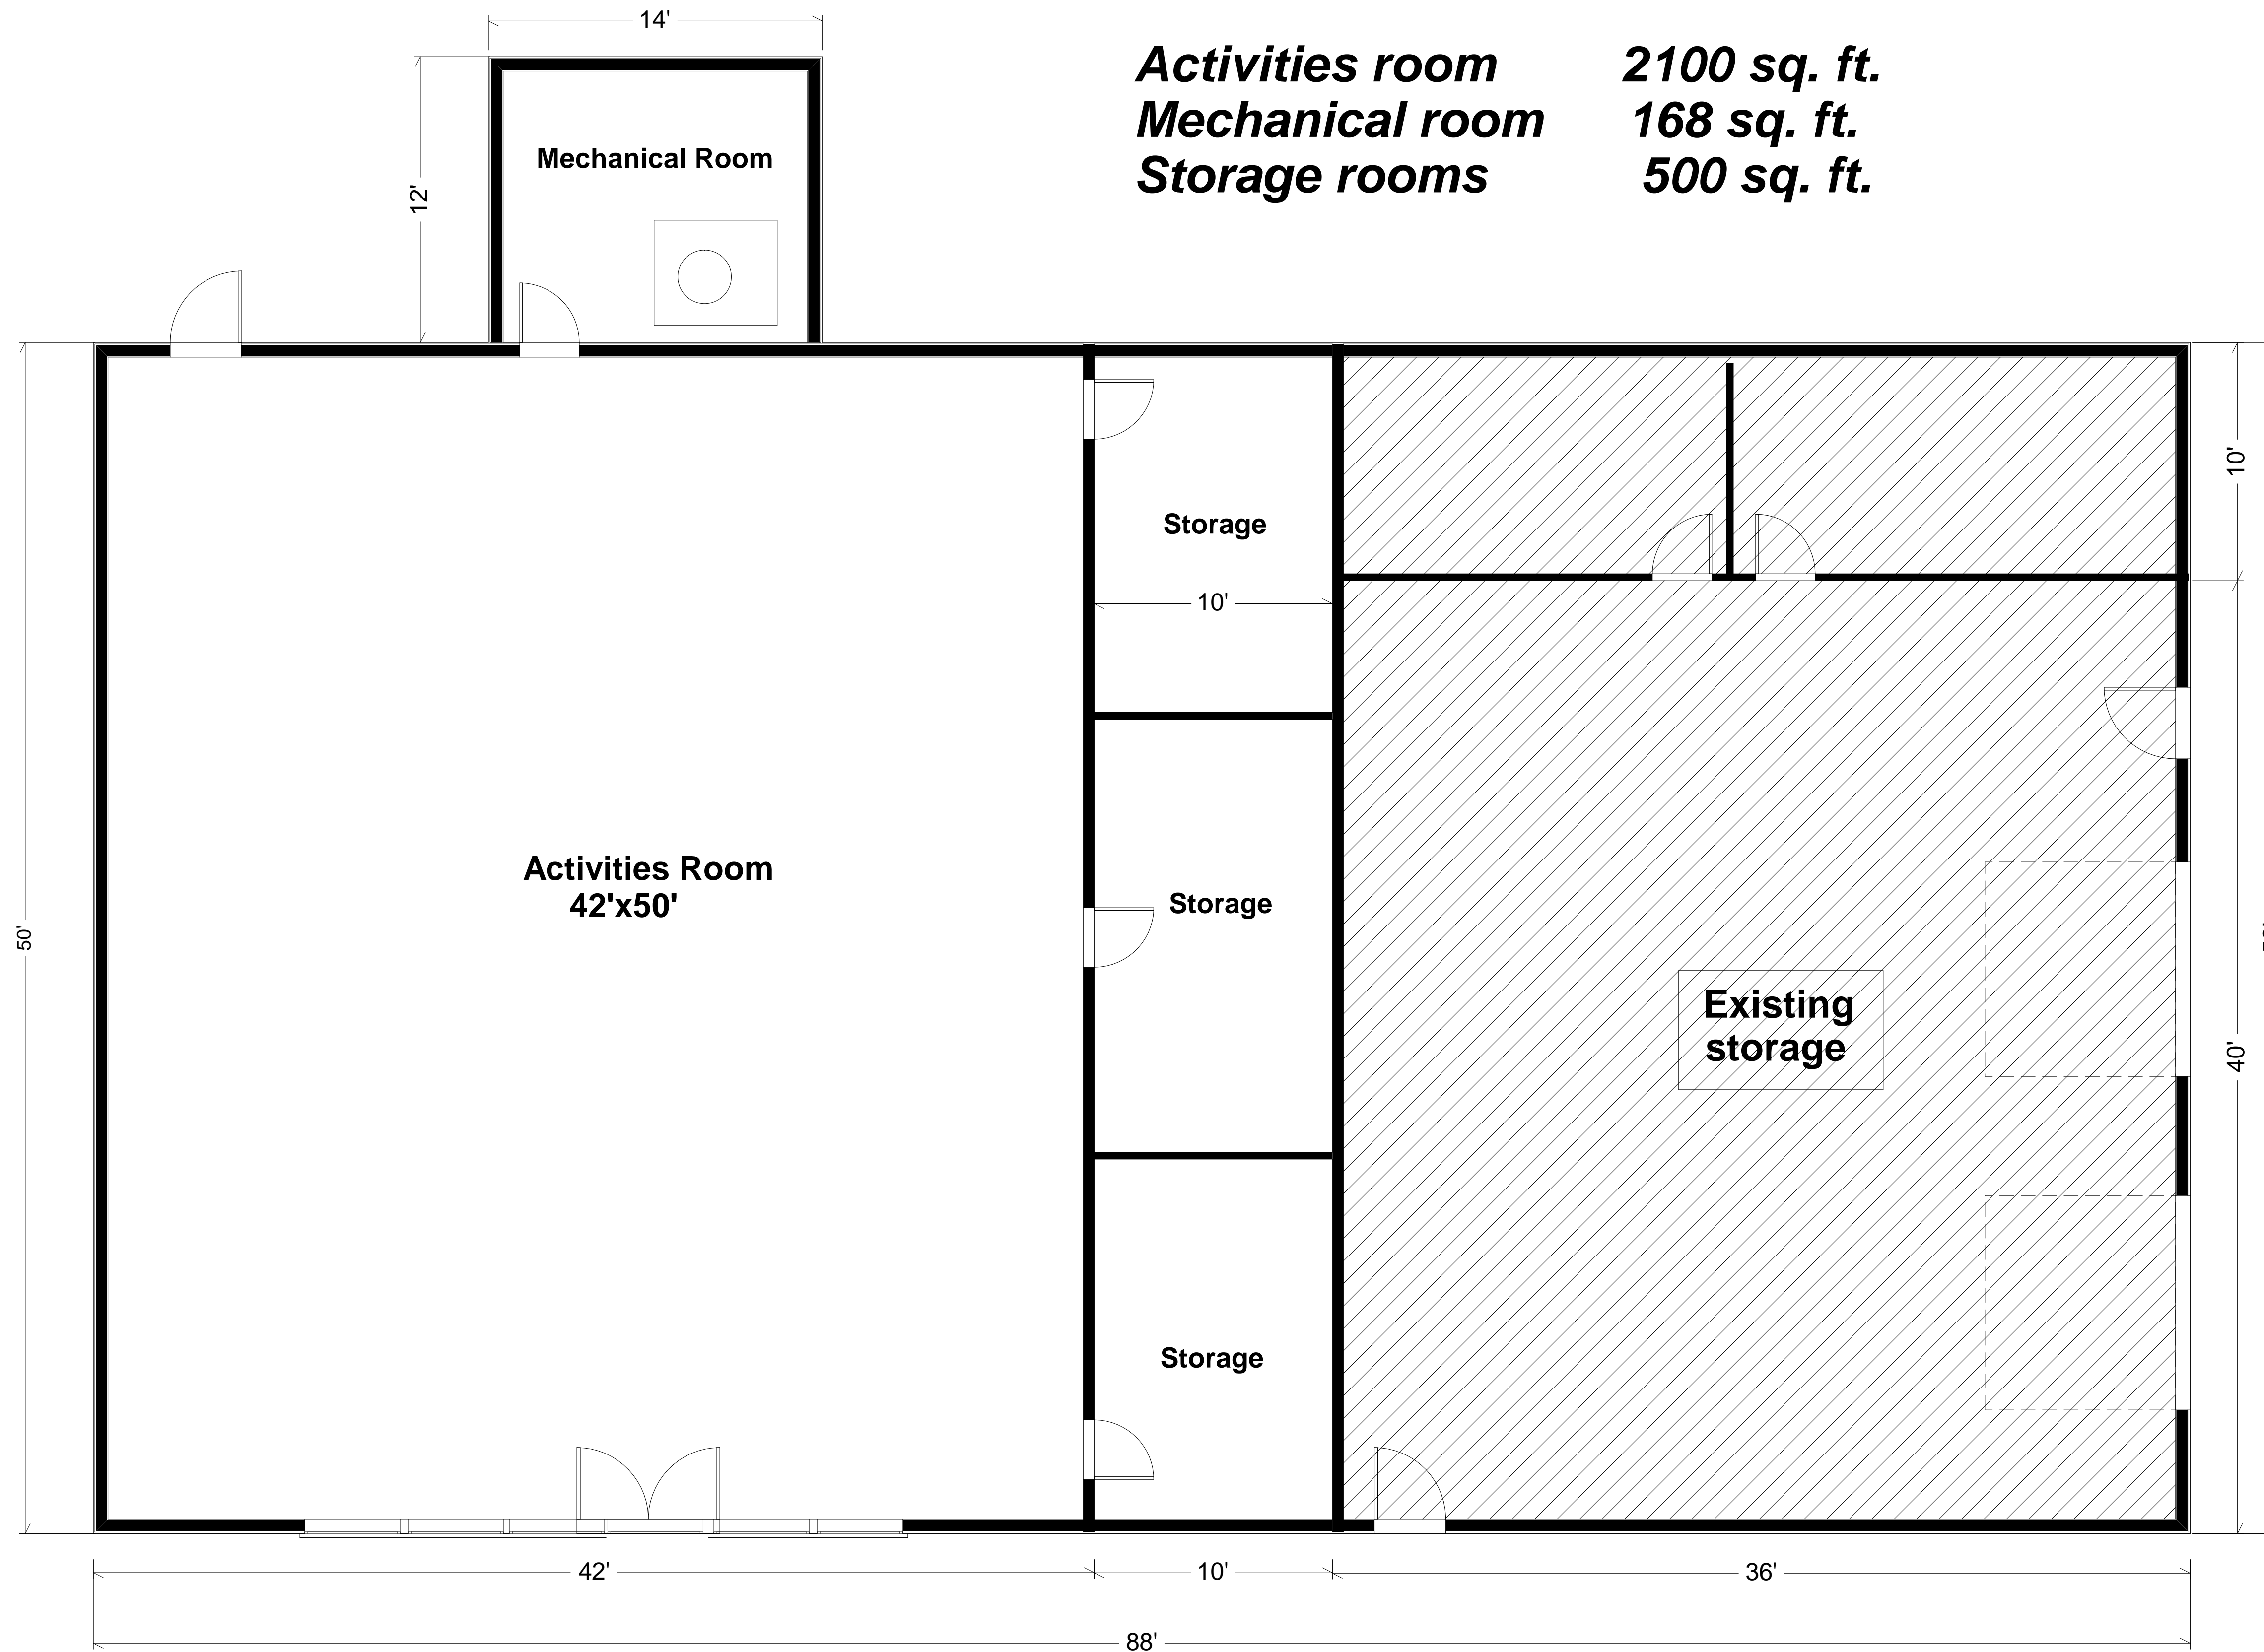 14'
Activities room 2100 sq. ft.
Mechanical room 168 sq. ft.
Storage rooms 500 sq. ft.
Mechanical Room
12'
10'
Storage
10'
Activities Room
42'x50'
Storage
50'
Existing
storage
40'
Storage
42'
10'
36'
88'